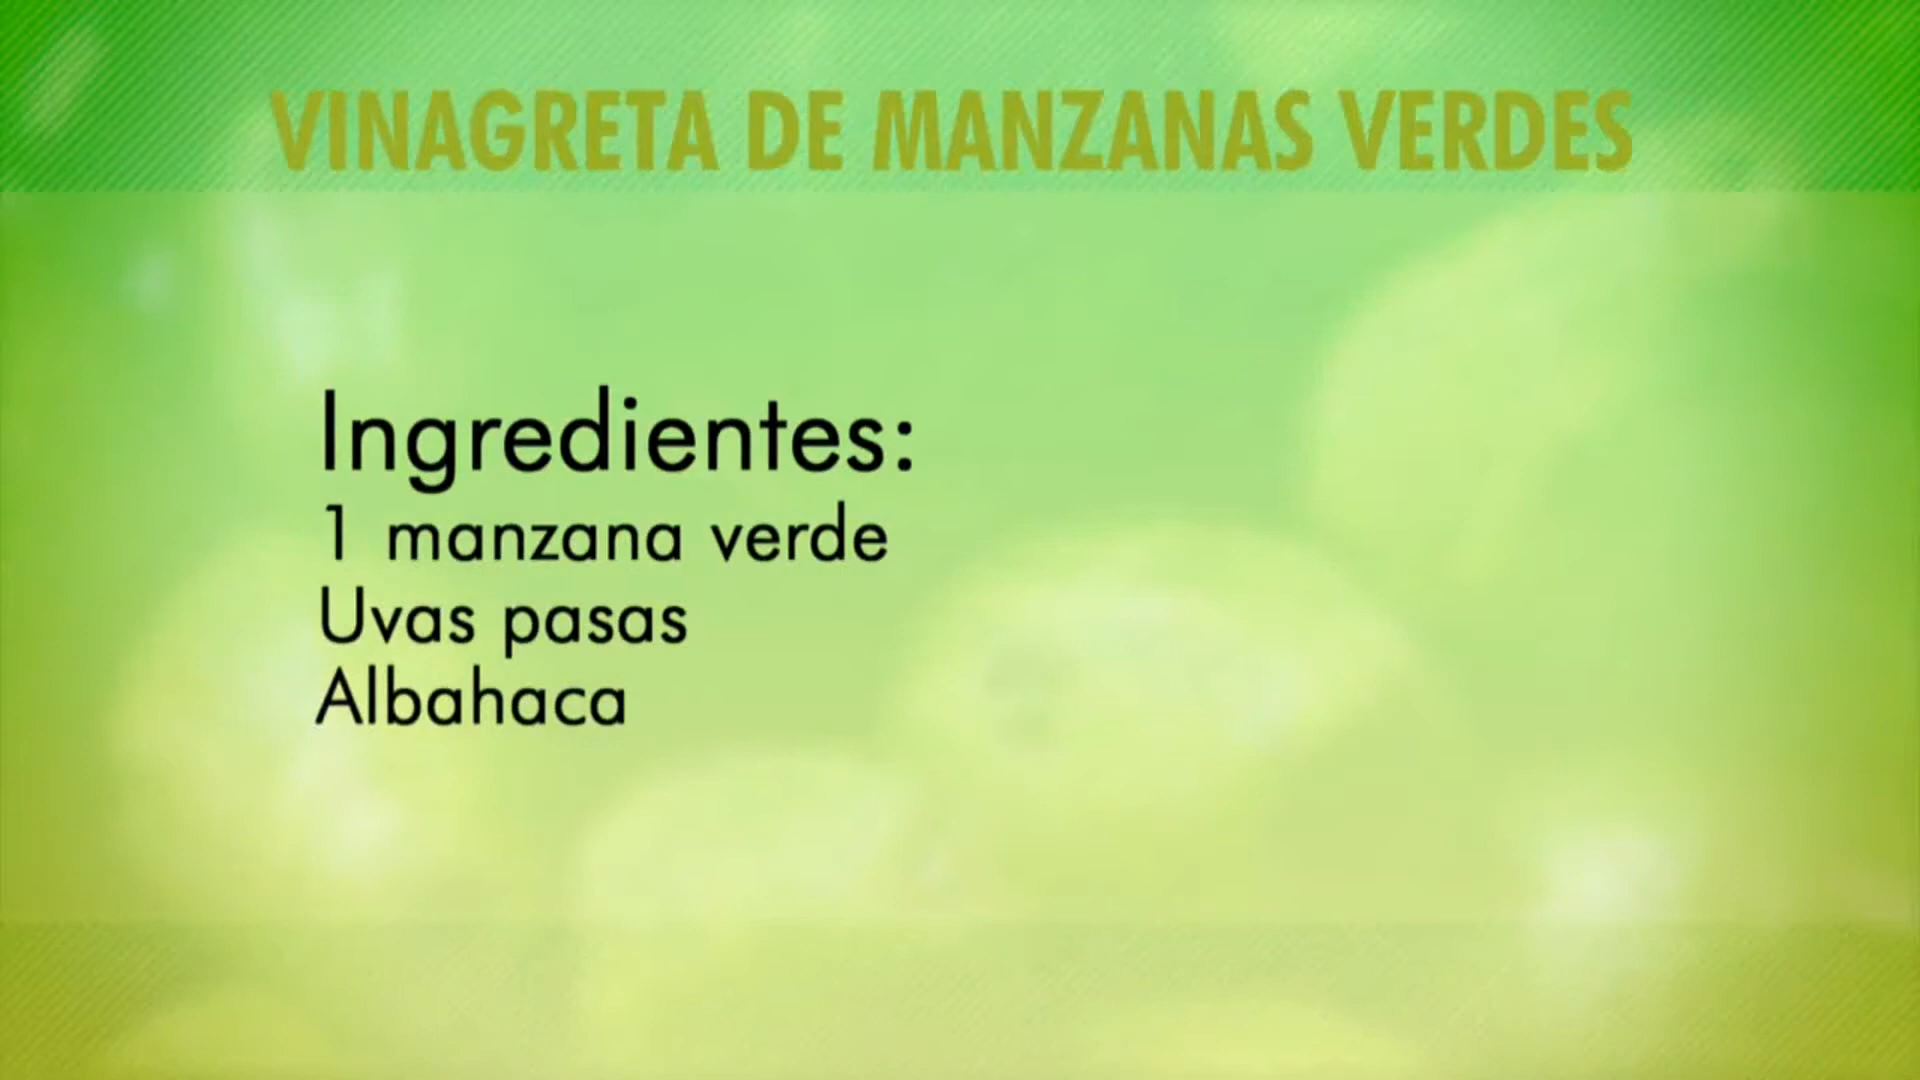 VINAGRETA DE MANZANAS VERDES
Ingredientes:
1 manzana verde
Uvas pasas
Albahaca